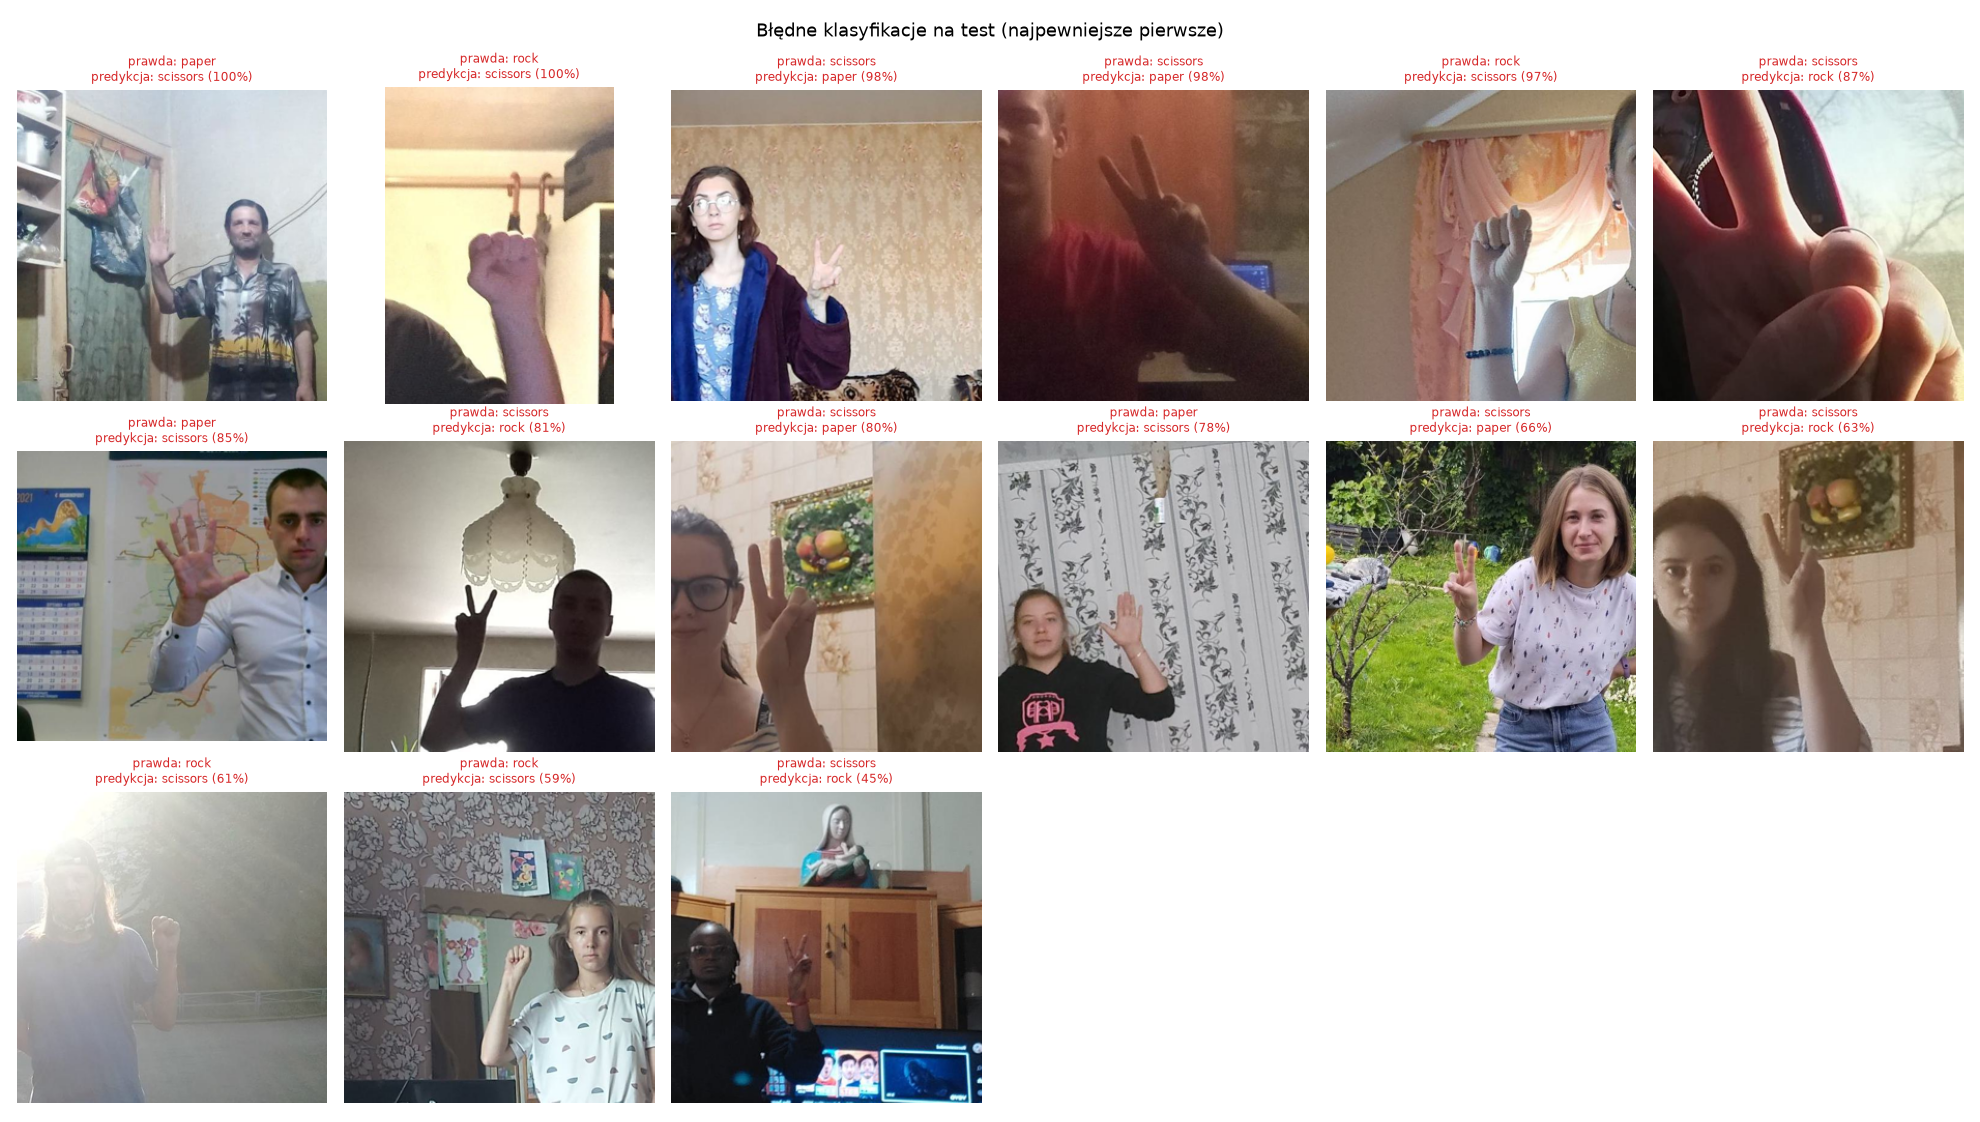 Błędne klasyfikacje na test (najpewniejsze pierwsze)
prawda: paper
predykcja: scissors (100%)
prawda: rock
predykcja: scissors (100%)
prawda: scissors
predykcja: paper (98%)
prawda: scissors
predykcja: paper (98%)
prawda: rock
predykcja: scissors (97%)
prawda: scissors
predykcja: rock (87%)
prawda: paper
predykcja: scissors (85%)
prawda: scissors
predykcja: rock (81%)
prawda: scissors
predykcja: paper (80%)
prawda: paper
predykcja: scissors (78%)
prawda: scissors
predykcja: paper (66%)
prawda: scissors
predykcja: rock (63%)
2021
prawda: rock
predykcja: scissors (61%)
prawda: rock
predykcja: scissors (59%)
prawda: scissors
predykcja: rock (45%)